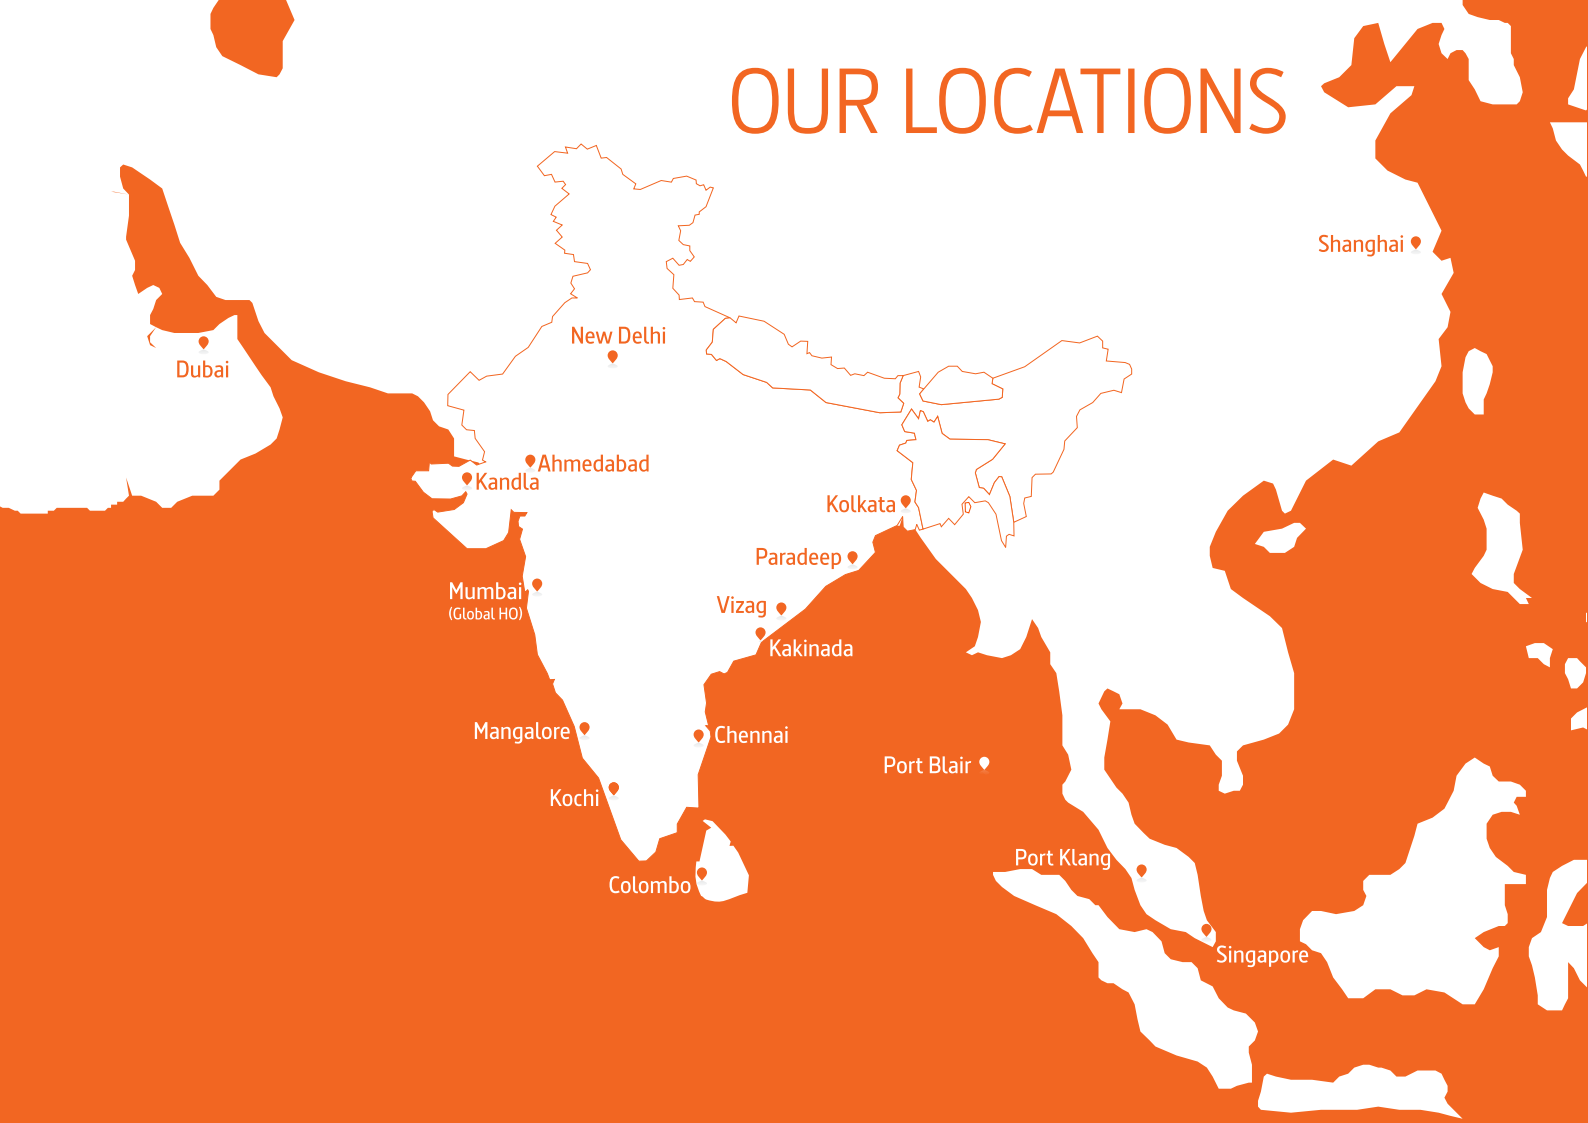 OUR LOCATIONS
Shanghai
New Delhi
Dubai
Ahmedabad
Kandla
Kolkata
Paradeep
Mumbai
(Global HO)
Vizag
Kakinada
Mangalore
Chennai
Port Blair
Kochi
Port Klang
Colombo
Singapore